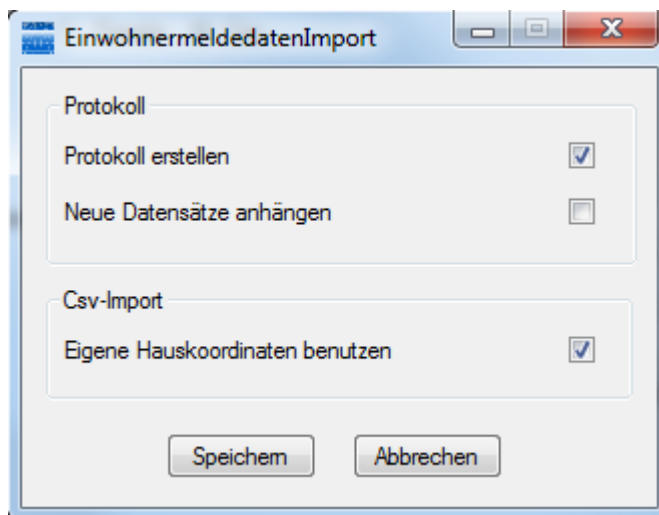 EinwohnermeldedatenImport
Protokoll
Protokoll erstellen
Neue Datensätze anhängen
Csv-Import
Eigene Hauskoordinaten benutzen
Speichern Abbrechen